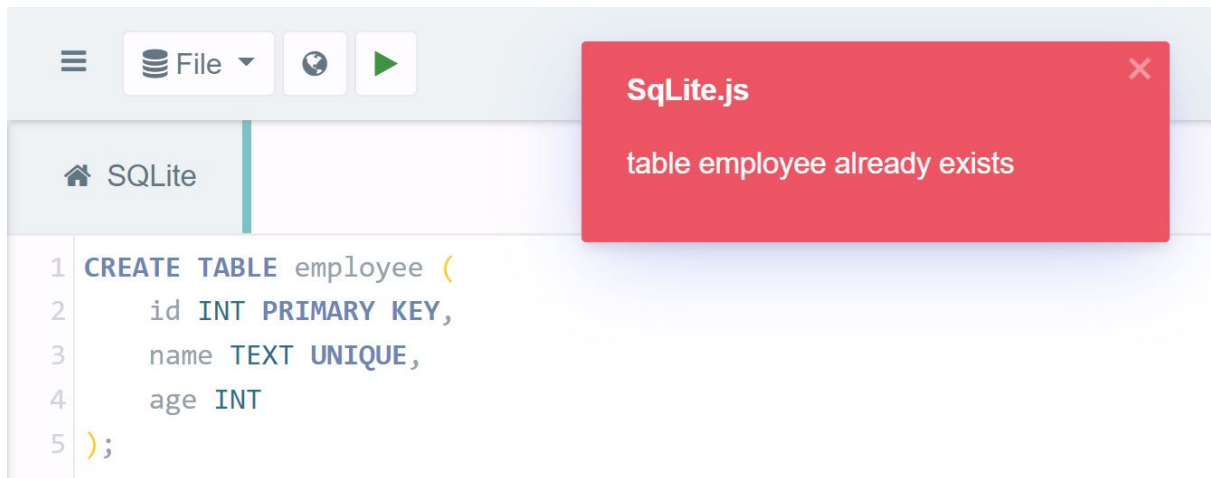 File
SqLite.js
table employee already exists
SQLite
1 CREATE TABLE employee (
2 id INT PRIMARY KEY,
3 name TEXT UNIQUE,
4 age INT
5 );